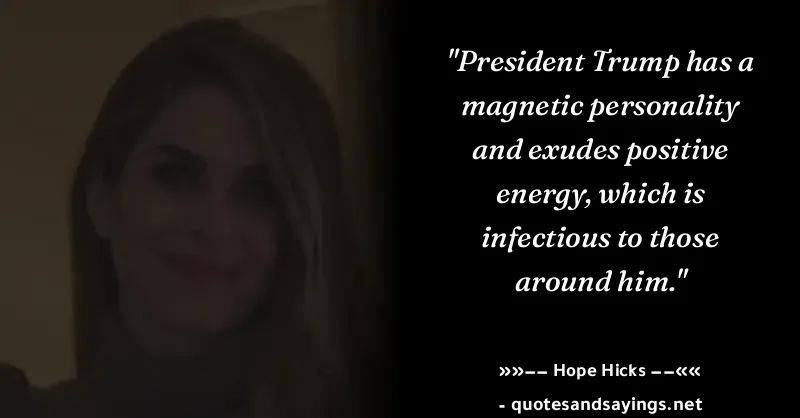 "President Trump has a
magnetic personality
and exudes positive
energy, which is
infectious to those
around him."
»»—— Hope Hicks ——««
- quotesandsayings.net